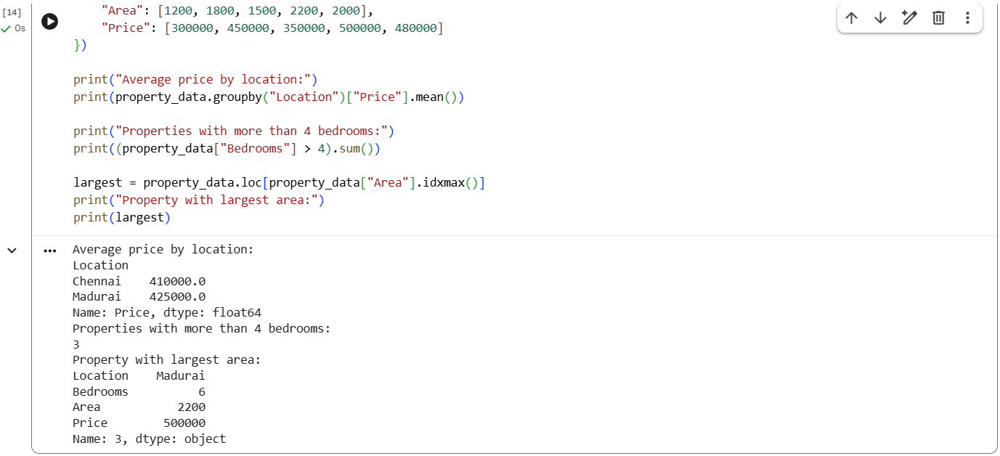 [14]
0s
    "Area": [1200, 1800, 1500, 2200, 2000],
    "Price": [300000, 450000, 350000, 500000, 480000]
})

print("Average price by location:")
print(property_data.groupby("Location")["Price"].mean())

print("Properties with more than 4 bedrooms:")
print((property_data["Bedrooms"] > 4).sum())

largest = property_data.loc[property_data["Area"].idxmax()]
print("Property with largest area:")
print(largest)
Average price by location:
Location
Chennai    410000.0
Madurai    425000.0
Name: Price, dtype: float64
Properties with more than 4 bedrooms:
3
Property with largest area:
Location    Madurai
Bedrooms          6
Area           2200
Price        500000
Name: 3, dtype: object